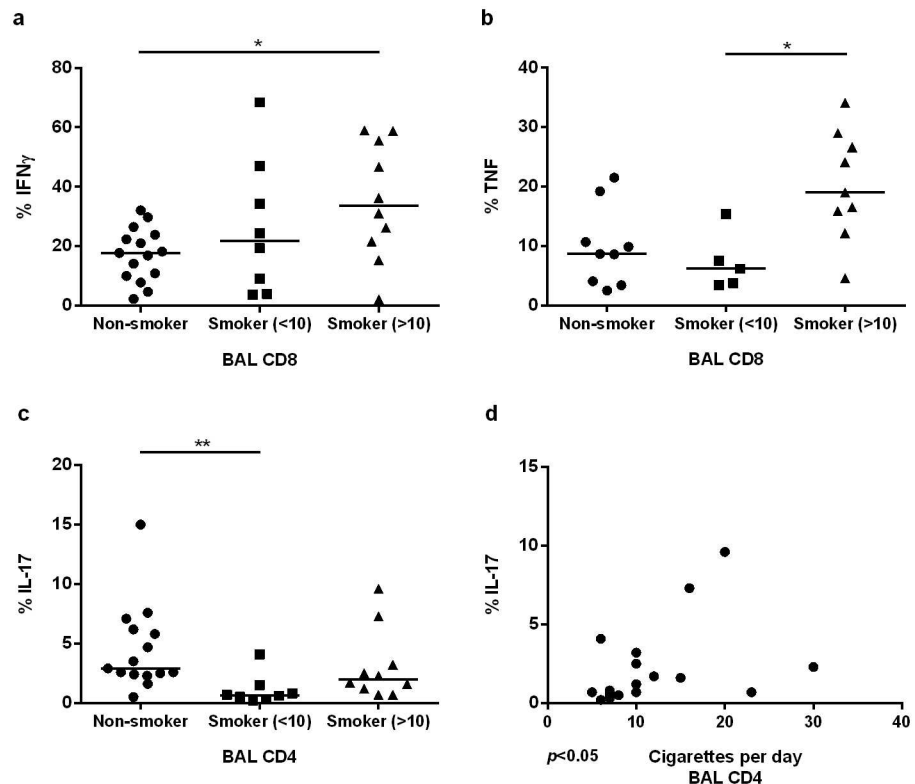 a
*
80
60
40
20
0
% IFNγ
Non-smoker Smoker (<10) Smoker (>10)
BAL CD8
b
*
40
30
20
10
0
% TNF
Non-smoker Smoker (<10) Smoker (>10)
BAL CD8
c
**
20
15
10
5
0
% IL-17
Non-smoker Smoker (<10) Smoker (>10)
BAL CD4
d
15
10
5
0
% IL-17
0 10 20 30 40
p<0.05 Cigarettes per day
BAL CD4